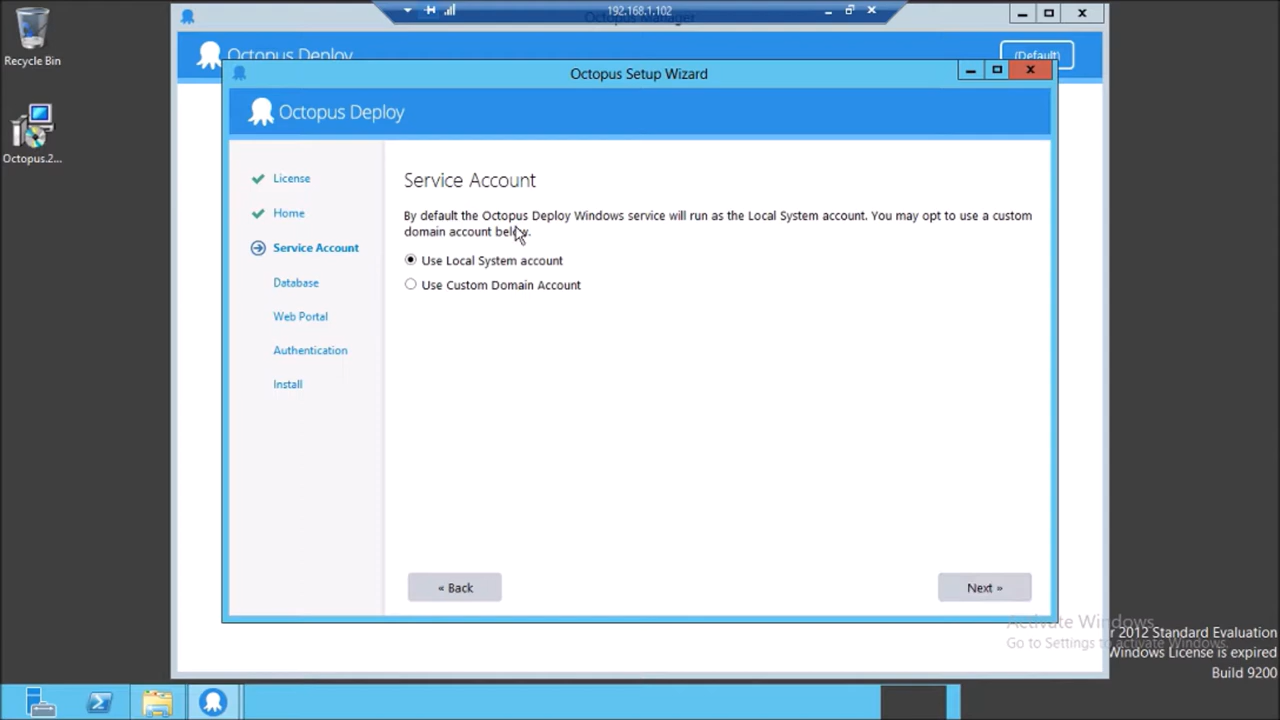 192.168.1.102
Octopus Manager
Recycle Bin
Octopus Deploy
(Default)
Octopus Setup Wizard
Octopus Deploy
Octopus.2...
License
Home
Service Account
Database
Web Portal
Authentication
Install
Service Account
By default the Octopus Deploy Windows service will run as the Local System account. You may opt to use a custom
domain account below.
Use Local System account
Use Custom Domain Account
« Back
Next »
Activate Windows
Go to Settings to activate Windows.
r 2012 Standard Evaluation
Windows License is expired
Build 9200